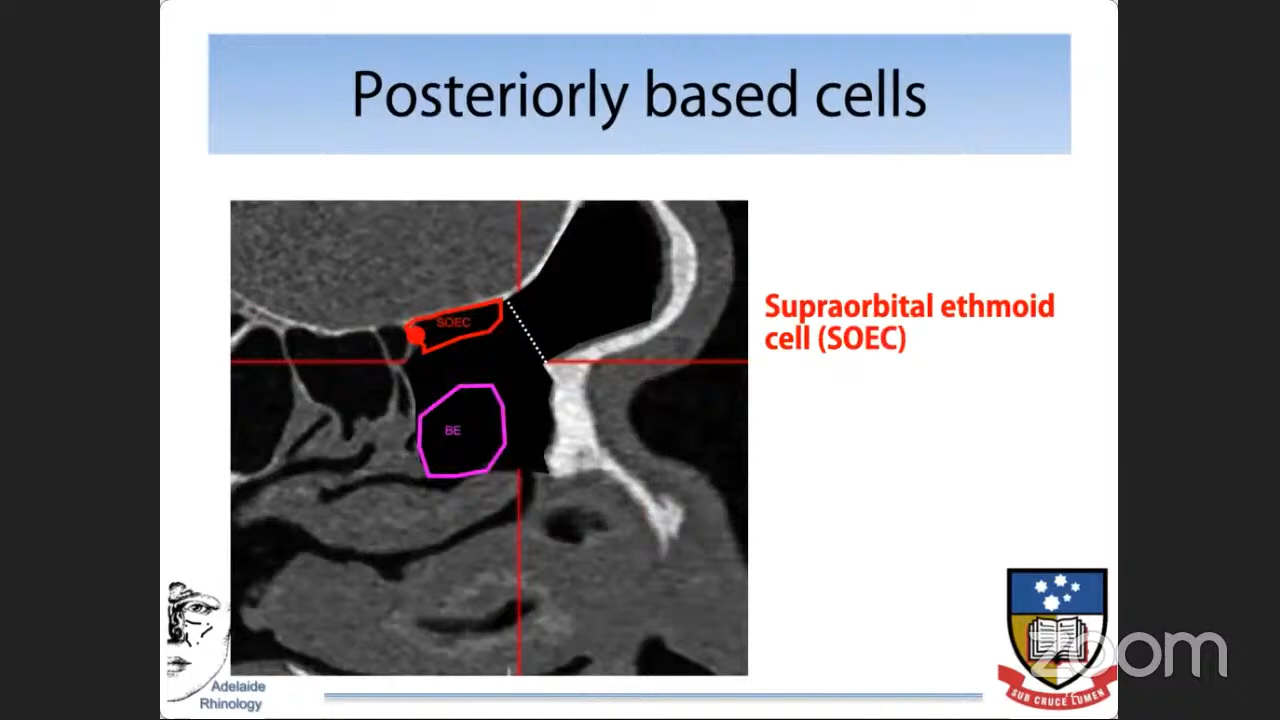 Posteriorly based cells
SOEC
Supraorbital ethmoid
cell (SOEC)
BE
zoom
Adelaide
Rhinology
SUB CRUCE LUMEN